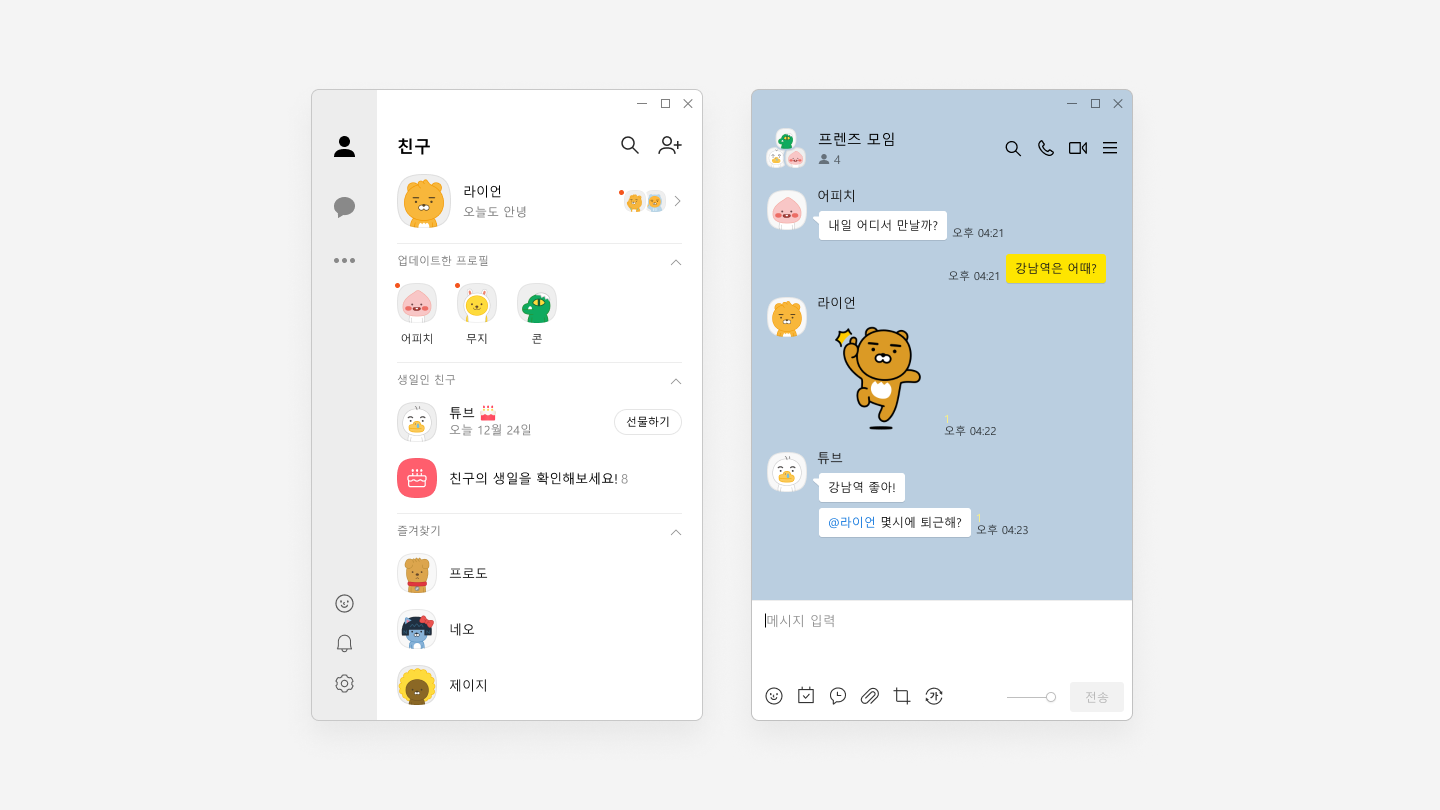 친구
라이언
오늘도 안녕
업데이트한 프로필
어피치
무지
콘
생일인 친구
튜브
오늘 12월 24일
선물하기
친구의 생일을 확인해보세요! 8
즐겨찾기
프로도
네오
제이지
프렌즈 모임
4
어피치
내일 어디서 만날까?
오후 04:21
오후 04:21
강남역은 어때?
라이언
1
오후 04:22
튜브
강남역 좋아!
@라이언 몇시에 퇴근해?
1
오후 04:23
메시지 입력
가
전송